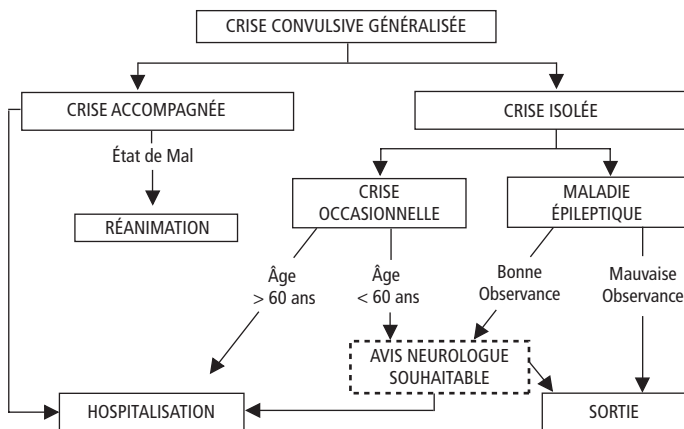 CRISE CONVULSIVE GÉNÉRALISÉE
CRISE ACCOMPAGNÉE
CRISE ISOLÉE
État de Mal
RÉANIMATION
CRISE
OCCASIONNELLE
MALADIE
ÉPILEPTIQUE
Âge
> 60 ans
Âge
< 60 ans
Bonne
Observance
Mauvaise
Observance
AVIS NEUROLOGUE
SOUHAITABLE
HOSPITALISATION
SORTIE